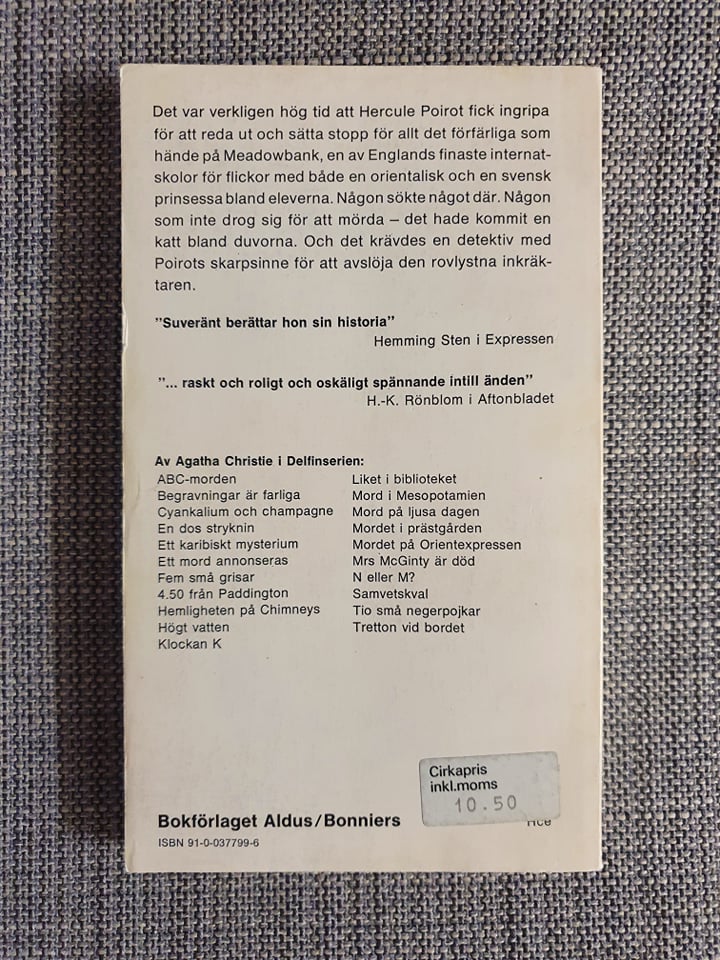 Det var verkligen hög tid att Hercule Poirot fick ingripa
för att reda ut och sätta stopp för allt det förfärliga som
hände på Meadowbank, en av Englands finaste internat-
skolor för flickor med både en orientalisk och en svensk
prinsessa bland eleverna. Någon sökte något där. Någon
som inte drog sig för att mörda – det hade kommit en
katt bland duvorna. Och det krävdes en detektiv med
Poirots skarpsinne för att avslöja den rovlystna inkräk-
taren.
”Suveränt berättar hon sin historia”
Hemming Sten i Expressen
”... raskt och roligt och oskäligt spännande intill änden”
H.-K. Rönblom i Aftonbladet
Av Agatha Christie i Delfinserien:
ABC-morden
Begravningar är farliga
Cyankalium och champagne
En dos stryknin
Ett karibiskt mysterium
Ett mord annonseras
Fem små grisar
4.50 från Paddington
Hemligheten på Chimneys
Högt vatten
Klockan K
Liket i biblioteket
Mord i Mesopotamien
Mord på ljusa dagen
Mordet i prästgården
Mordet på Orientexpressen
Mrs McGinty är död
N eller M?
Samvetskval
Tio små negerpojkar
Tretton vid bordet
Cirkapris
inkl.moms
10.50
Bokförlaget Aldus/Bonniers
ISBN 91-0-037799-6